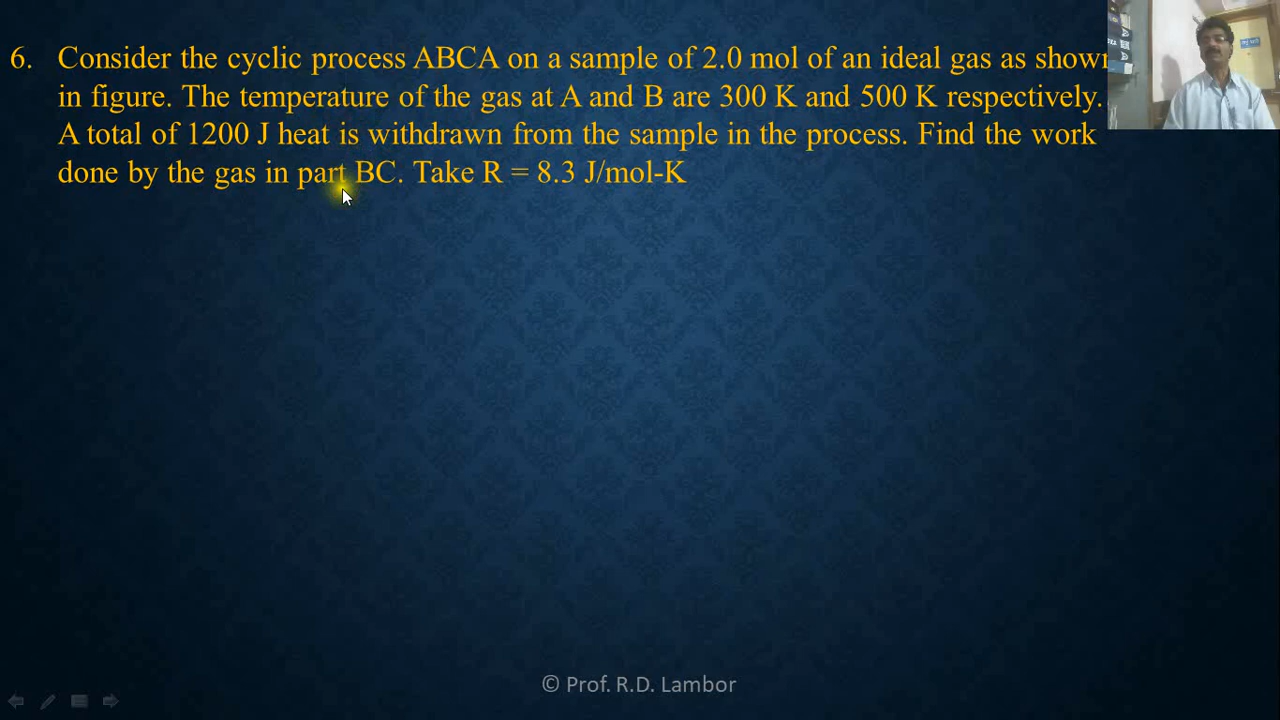 6. Consider the cyclic process ABCA on a sample of 2.0 mol of an ideal gas as shown
in figure. The temperature of the gas at A and B are 300 K and 500 K respectively.
A total of 1200 J heat is withdrawn from the sample in the process. Find the work
done by the gas in part BC. Take R = 8.3 J/mol-K
© Prof. R.D. Lambor